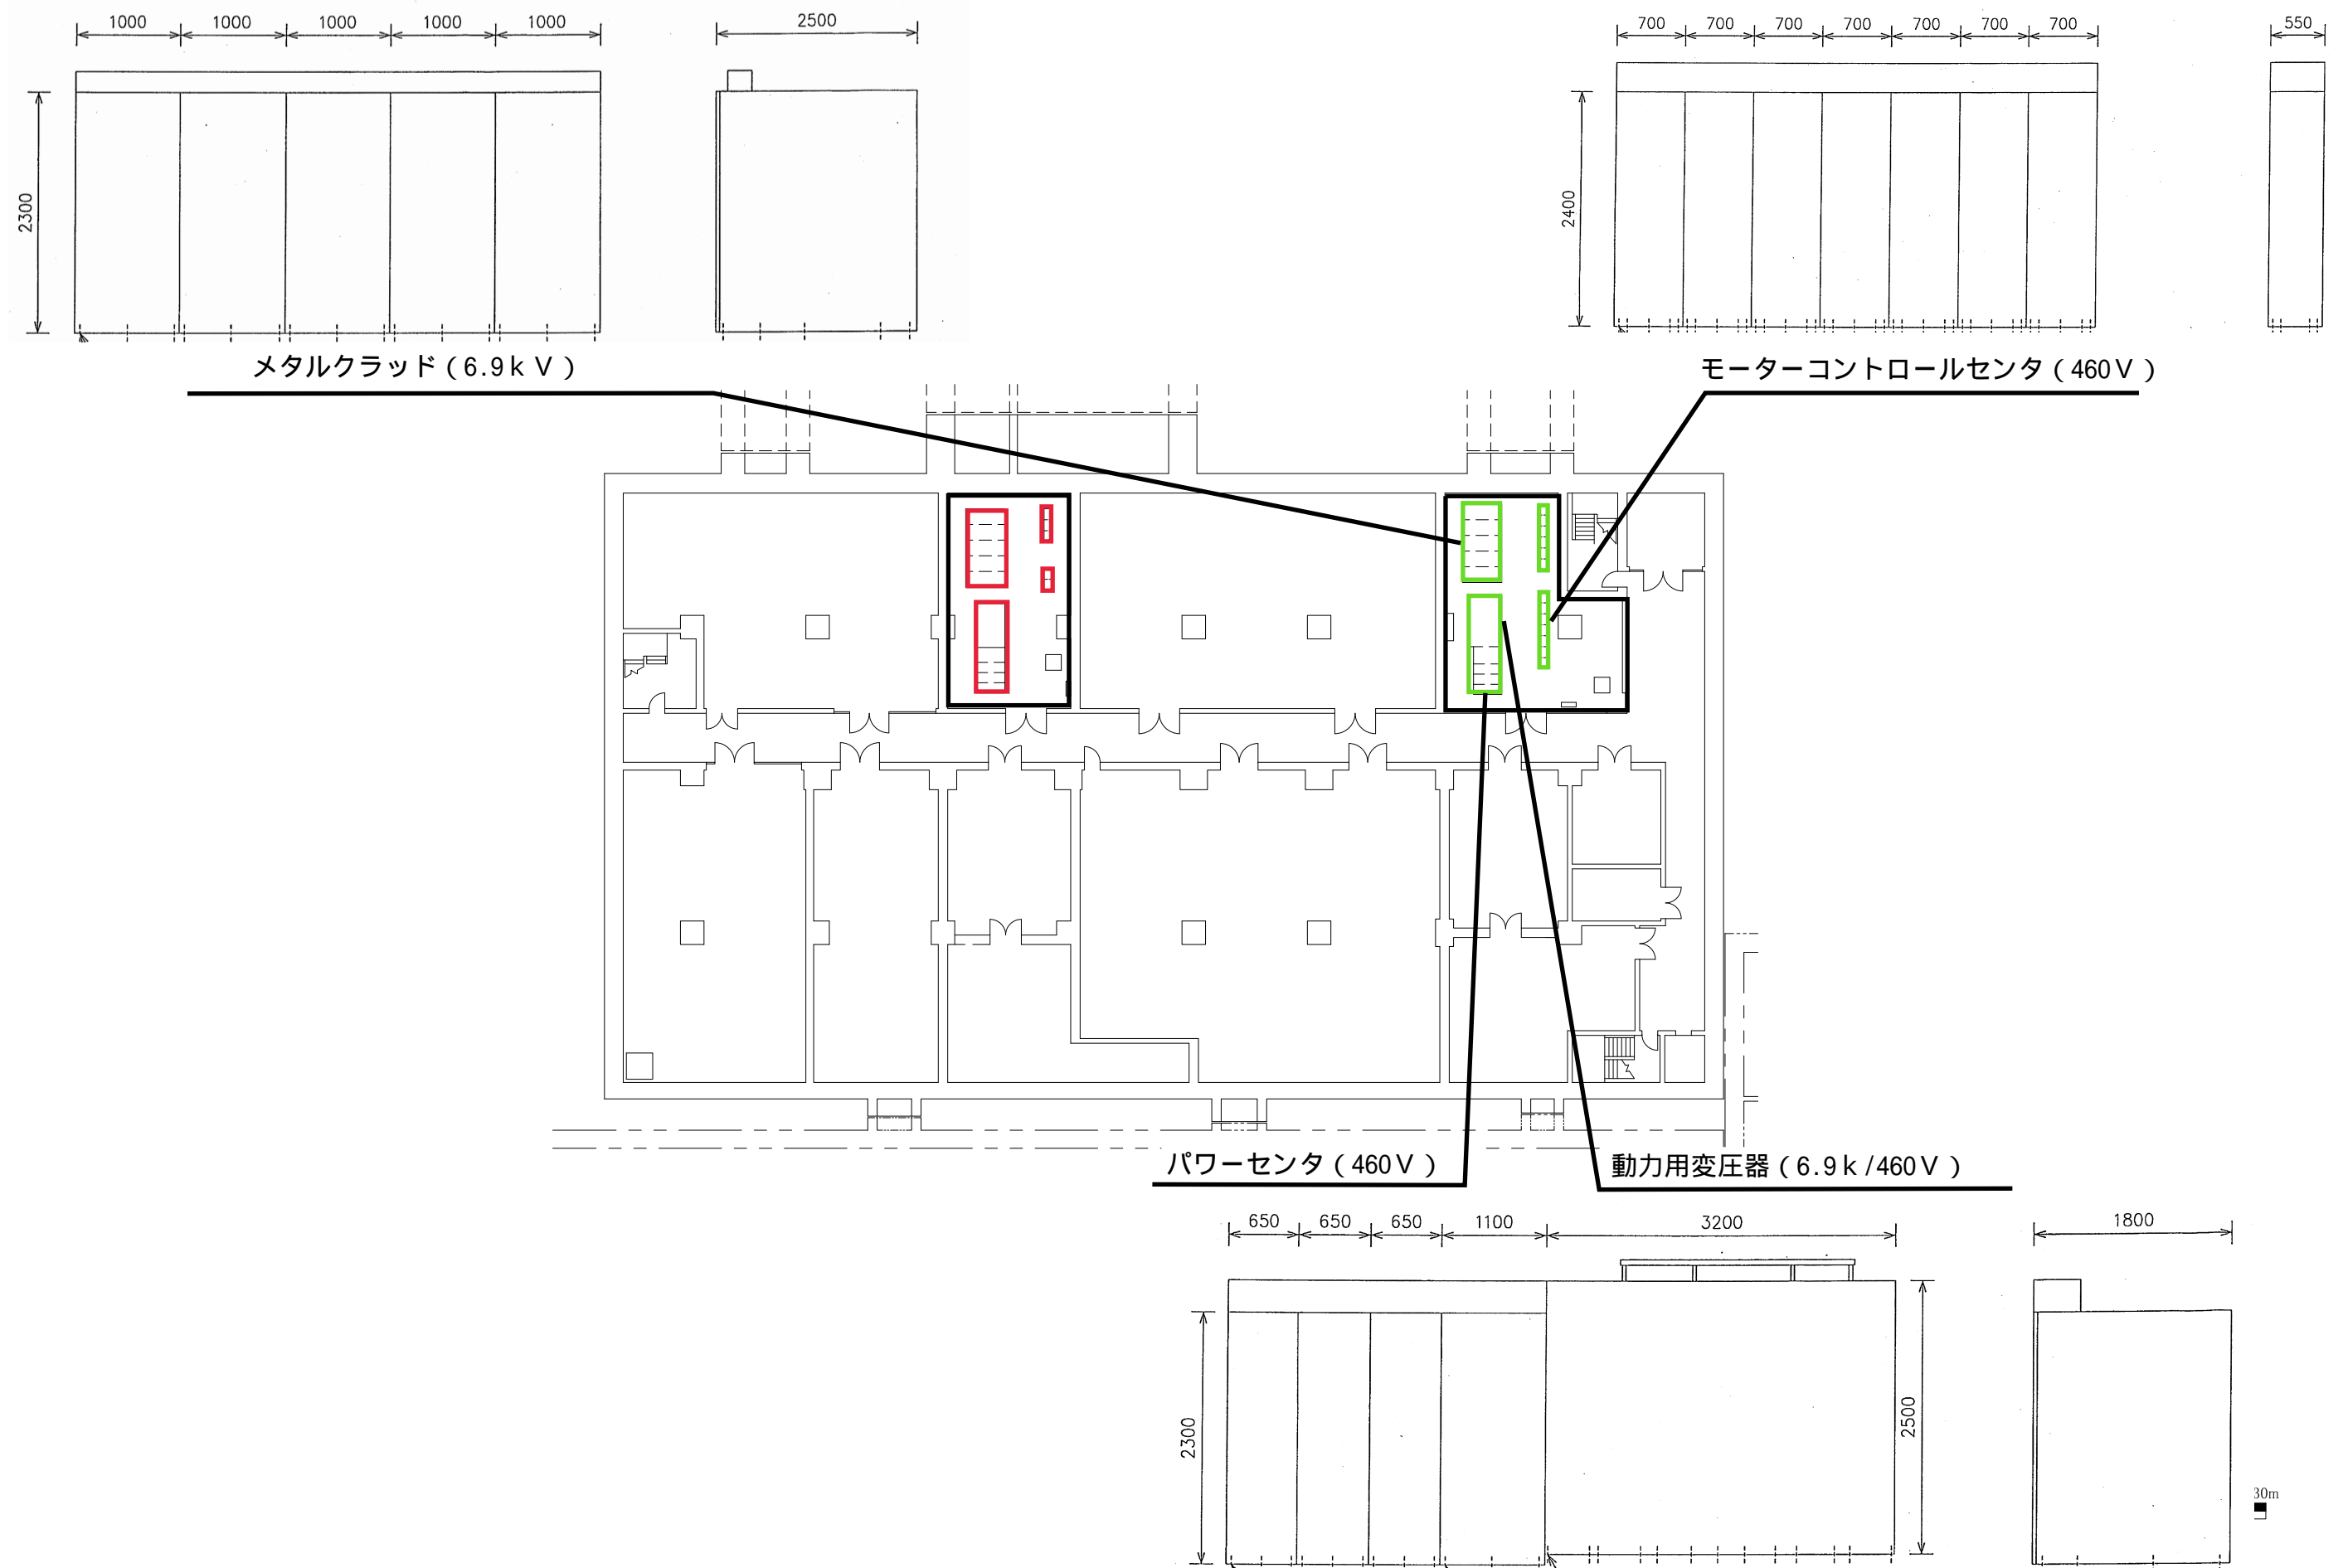 1000 1000 1000 1000 1000
2500
700 700 700 700 700 700 700
550
2300
2400
メタルクラッド（6.9ｋＶ）
モーターコントロールセンタ（460Ｖ）
パワーセンタ（460Ｖ）
動力用変圧器（6.9ｋ/460Ｖ）
650 650 650 1100 3200
1800
2300
2500
30m